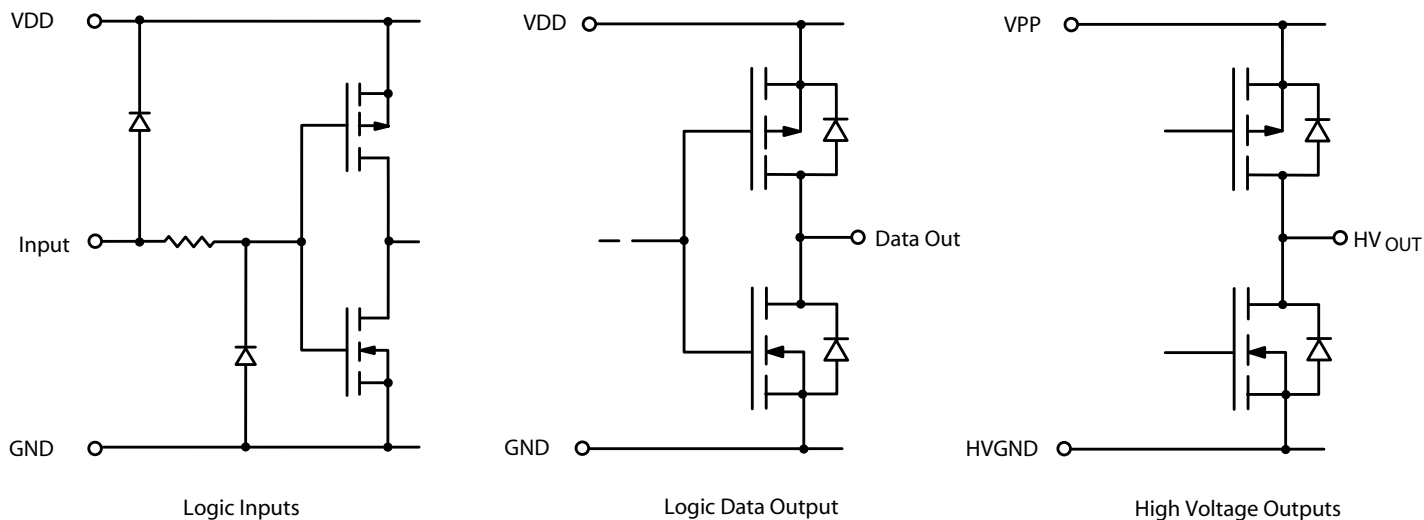 VDD
Input
GND
Logic Inputs
VDD
Data Out
GND
Logic Data Output
VPP
HV OUT
HVGND
High Voltage Outputs